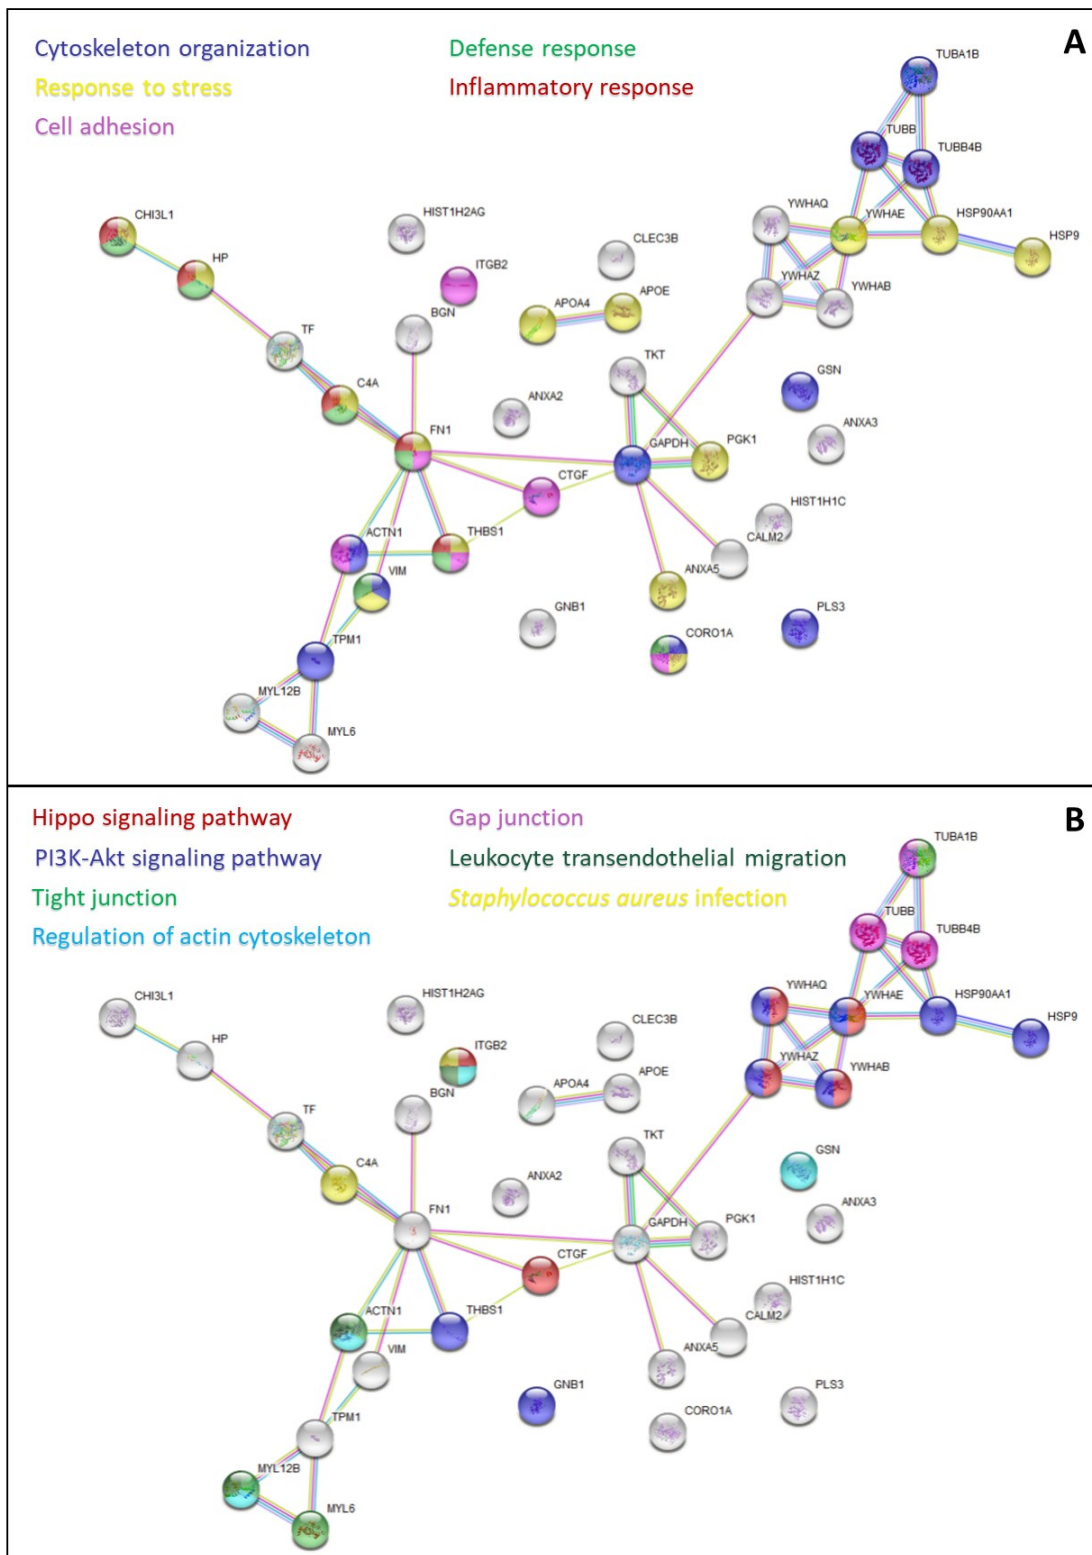 Cytoskeleton organization
Defense response
A
Response to stress
Inflammatory response
Cell adhesion
TUBA1B
TUBB
TUBB4B
CHI3L1
HIST1H2AG
YWHAQ
YWHAE
HSP90AA1
HSP9
HP
CLEC3B
ITGB2
YWHAZ
YWHAB
APOA4
APOE
BGN
TF
TKT
GSN
C4A
ANXA2
ANXA3
FN1
GAPDH
PGK1
CTGF
HIST1H1C
ACTN1
THBS1
CALM2
VIM
ANXA5
GNB1
PLS3
TPM1
CORO1A
MYL12B
MYL6
Hippo signaling pathway
Gap junction
B
PI3K-Akt signaling pathway
Leukocyte transendothelial migration
Tight junction
Staphylococcus aureus infection
Regulation of actin cytoskeleton
TUBA1B
TUBB
TUBB4B
CHI3L1
HIST1H2AG
YWHAQ
YWHAE
HSP90AA1
HSP9
HP
CLEC3B
ITGB2
YWHAZ
YWHAB
APOA4
APOE
BGN
TF
TKT
GSN
C4A
ANXA2
ANXA3
FN1
GAPDH
PGK1
CTGF
HIST1H1C
ACTN1
THBS1
CALM2
VIM
ANXA5
GNB1
PLS3
TPM1
CORO1A
MYL12B
MYL6